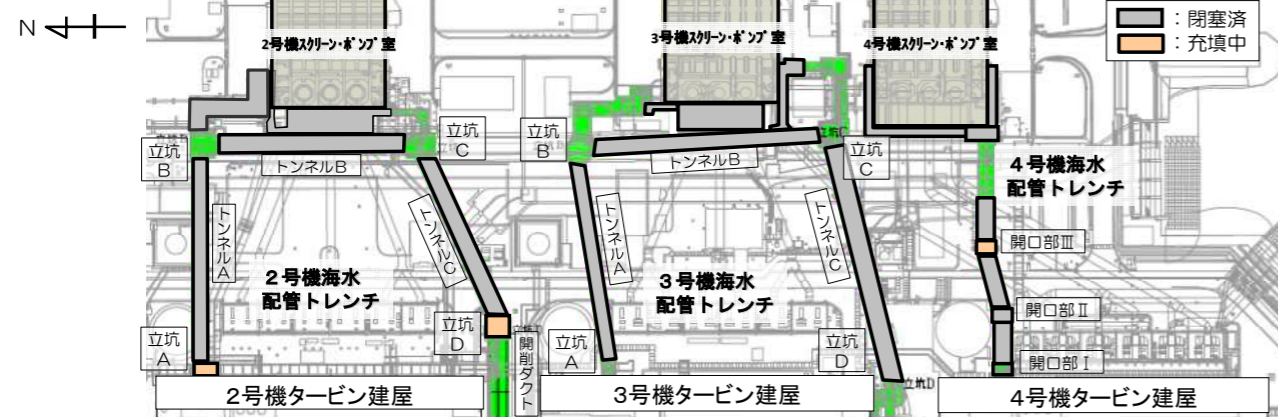 N
2号機スクリーン・ポンプ室
3号機スクリーン・ポンプ室
4号機スクリーン・ポンプ室
：閉塞済
：充填中
立坑
B
トンネルB
立坑
C
立坑
B
トンネルB
立坑C
立坑
C
4号機海水
配管トレンチ
トンネルA
トンネルC
トンネルA
トンネルC
開口部Ⅲ
2号機海水
配管トレンチ
3号機海水
配管トレンチ
立坑
A
立坑
D
開削ダクト
立坑
A
立坑
D
開口部Ⅱ
開口部Ⅰ
立坑D
2号機タービン建屋
3号機タービン建屋
4号機タービン建屋